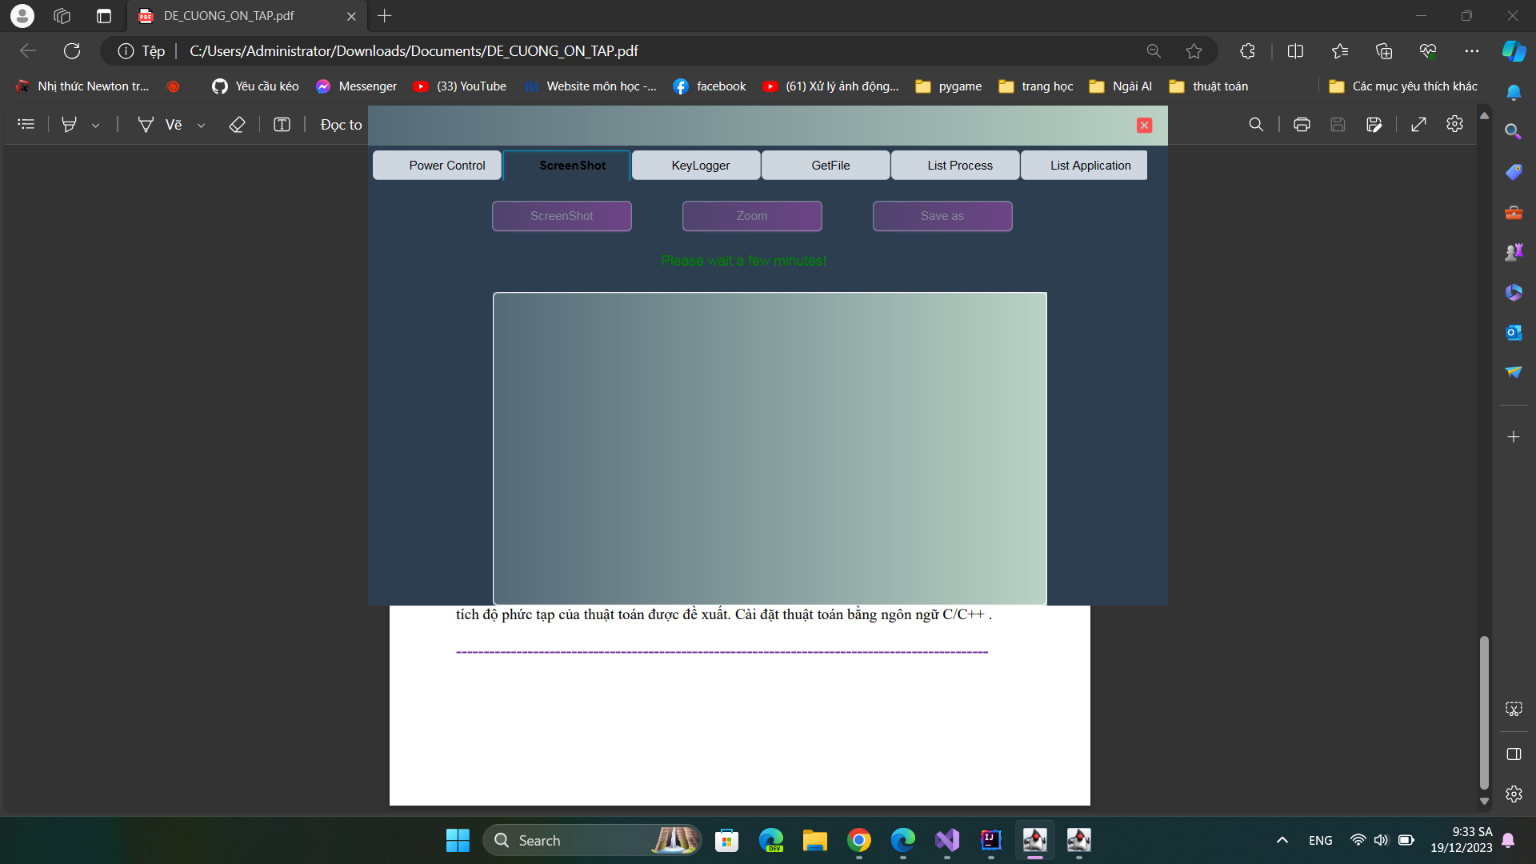 DE_CUONG_ON_TAP.pdf
Tệp C:/Users/Administrator/Downloads/Documents/DE_CUONG_ON_TAP.pdf
Nhị thức Newton tr... Yêu cầu kéo Messenger (33) YouTube Website môn học -... facebook (61) Xử lý ảnh động... pygame trang học Ngài AI thuật toán Các mục yêu thích khác
Vẽ Đọc to
Power Control ScreenShot KeyLogger GetFile List Process List Application
ScreenShot Zoom Save as
Please wait a few minutes!
tích độ phức tạp của thuật toán được đề xuất. Cài đặt thuật toán bằng ngôn ngữ C/C++ .
Search
ENG
9:33 SA
19/12/2023